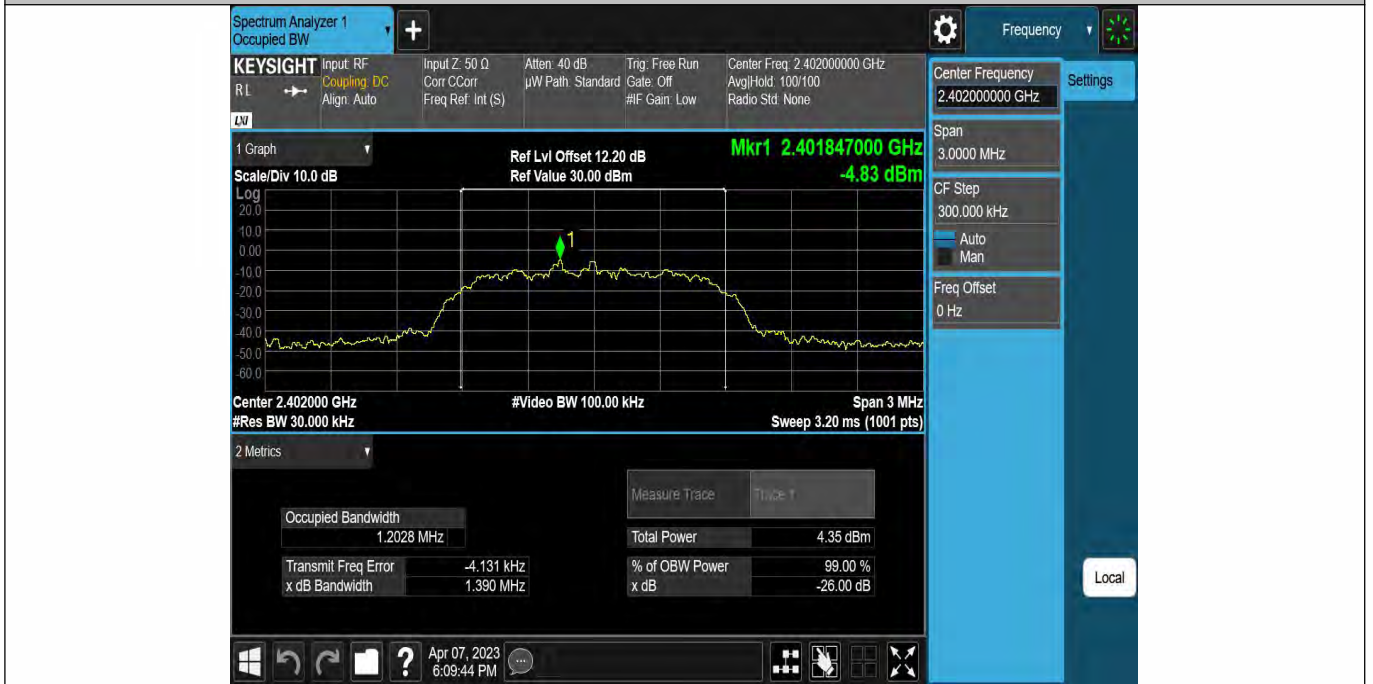 Spectrum Analyzer 1
Occupied BW
+
Frequency
KEYSIGHT
RL
LXI
Input: RF
Coupling: DC
Align: Auto
Input Z: 50 Ω
Corr CCorr
Freq Ref: Int (S)
Atten: 40 dB
µW Path: Standard
Trig: Free Run
Gate: Off
#IF Gain: Low
Center Freq: 2.402000000 GHz
Avg|Hold: 100/100
Radio Std: None
Center Frequency
2.402000000 GHz
Settings
Span
3.0000 MHz
CF Step
300.000 kHz
Auto
Man
Freq Offset
0 Hz
Local
1 Graph
Scale/Div 10.0 dB
Ref Lvl Offset 12.20 dB
Ref Value 30.00 dBm
Mkr1 2.401847000 GHz
-4.83 dBm
Log
20.0
10.0
0.00
-10.0
-20.0
-30.0
-40.0
-50.0
-60.0
1
Center 2.402000 GHz
#Res BW 30.000 kHz
#Video BW 100.00 kHz
Span 3 MHz
Sweep 3.20 ms (1001 pts)
2 Metrics
Measure Trace
Trace 1
Occupied Bandwidth
1.2028 MHz
Total Power 4.35 dBm
Transmit Freq Error -4.131 kHz
% of OBW Power 99.00 %
x dB Bandwidth 1.390 MHz
x dB -26.00 dB
?
Apr 07, 2023
6:09:44 PM